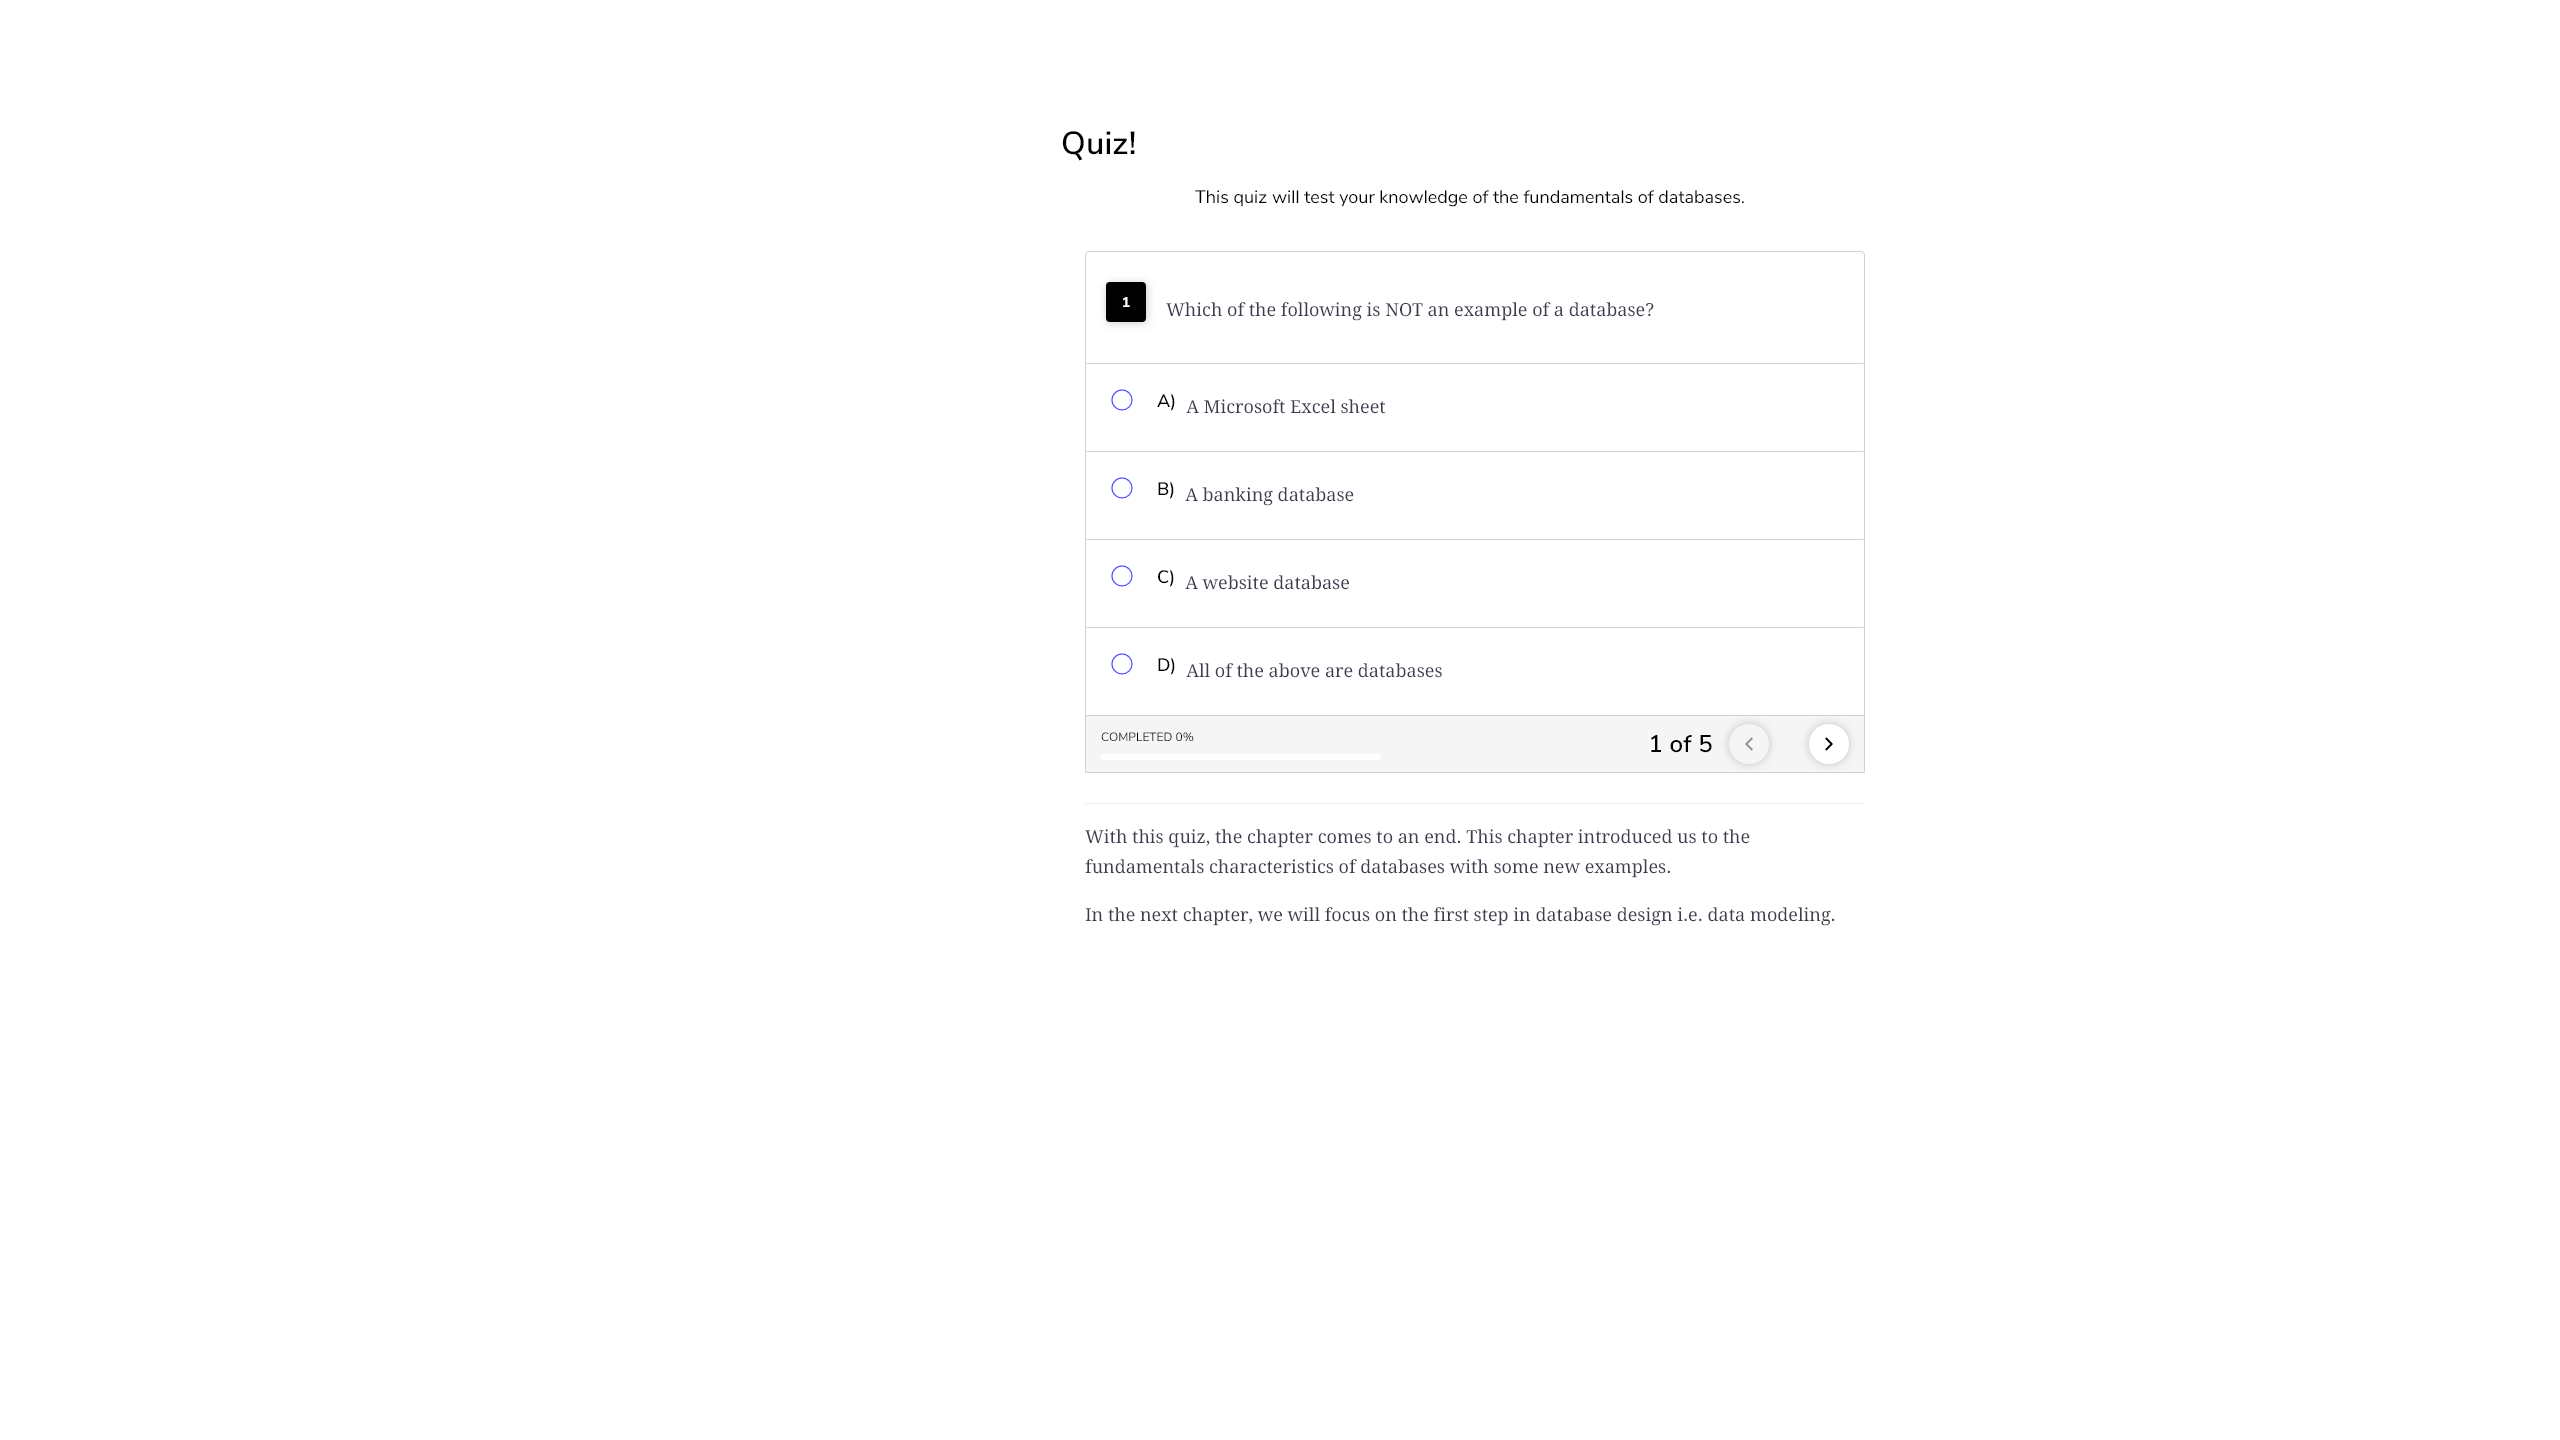 Quiz!
This quiz will test your knowledge of the fundamentals of databases.
1 Which of the following is NOT an example of a database?
A) A Microsoft Excel sheet
B) A banking database
C) A website database
D) All of the above are databases
COMPLETED 0%
1 of 5
With this quiz, the chapter comes to an end. This chapter introduced us to the
fundamentals characteristics of databases with some new examples.
In the next chapter, we will focus on the first step in database design i.e. data modeling.